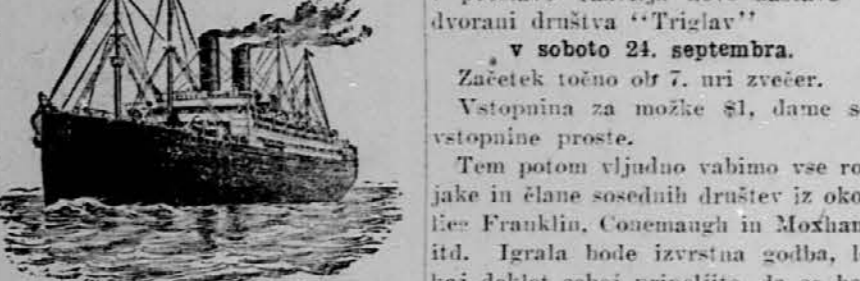 dvorani društva “Triglav”
v soboto 24. septembra.
Začetek točno ob 7. uri zvečer.
Vstopnina za možke $1, dame s
vstopnine proste.
Tem potom vljudno vabimo vse ro
jake in člane sosednih društev iz oko
lice Franklin, Conemaugh in Moxham
itd. Igrala bode izvrstna godba,